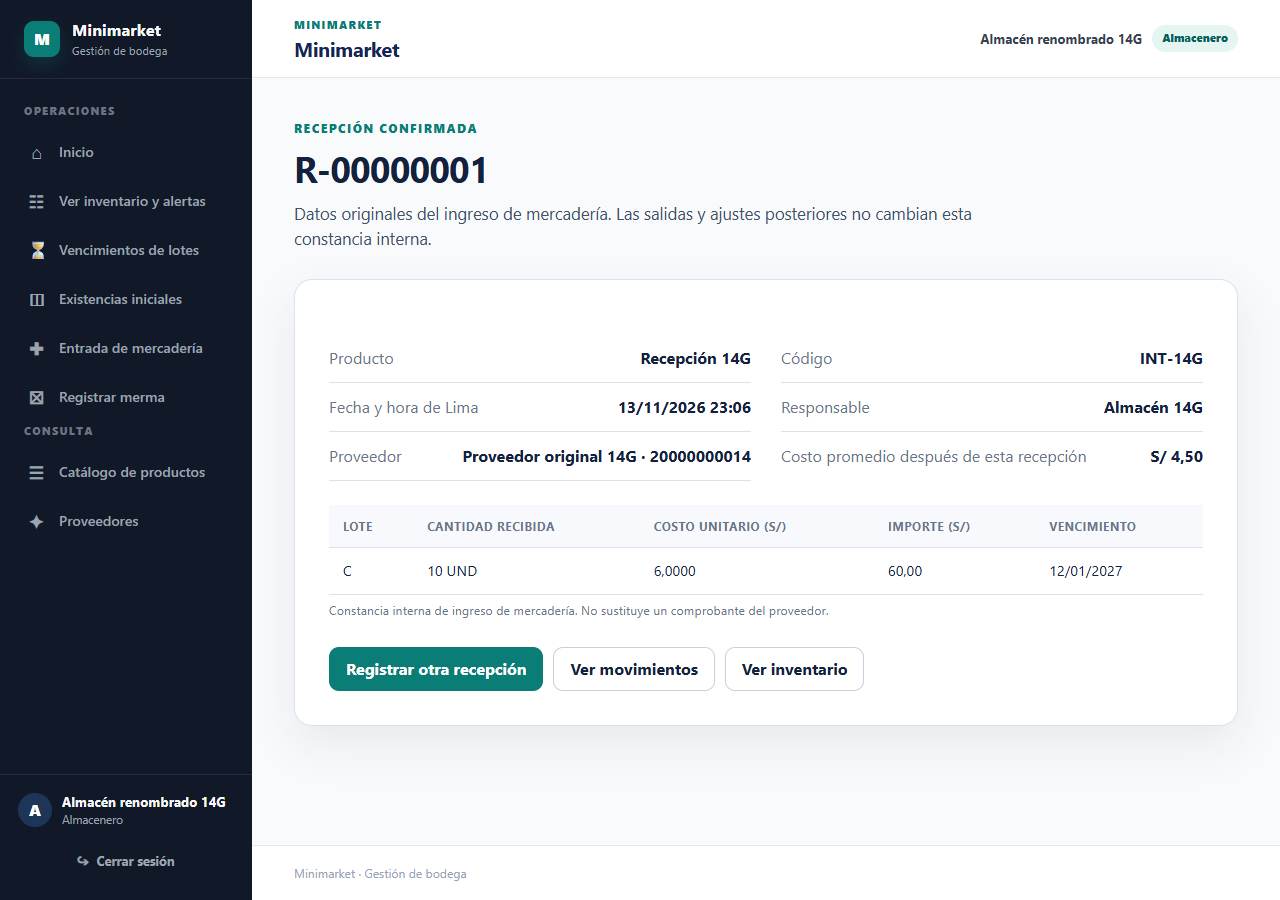 M
Minimarket
Gestión de bodega
OPERACIONES
Inicio
Ver inventario y alertas
Vencimientos de lotes
Existencias iniciales
Entrada de mercadería
Registrar merma
CONSULTA
Catálogo de productos
Proveedores
A
Almacén renombrado 14G
Almacenero
Cerrar sesión
MINIMARKET
Minimarket
Almacén renombrado 14G Almacenero
RECEPCIÓN CONFIRMADA
R-00000001
Datos originales del ingreso de mercadería. Las salidas y ajustes posteriores no cambian esta
constancia interna.
Producto Recepción 14G Código INT-14G
Fecha y hora de Lima 13/11/2026 23:06 Responsable Almacén 14G
Proveedor Proveedor original 14G · 20000000014 Costo promedio después de esta recepción S/ 4,50
LOTE CANTIDAD RECIBIDA COSTO UNITARIO (S/) IMPORTE (S/) VENCIMIENTO
C 10 UND 6,0000 60,00 12/01/2027
Constancia interna de ingreso de mercadería. No sustituye un comprobante del proveedor.
Registrar otra recepción Ver movimientos Ver inventario
Minimarket · Gestión de bodega